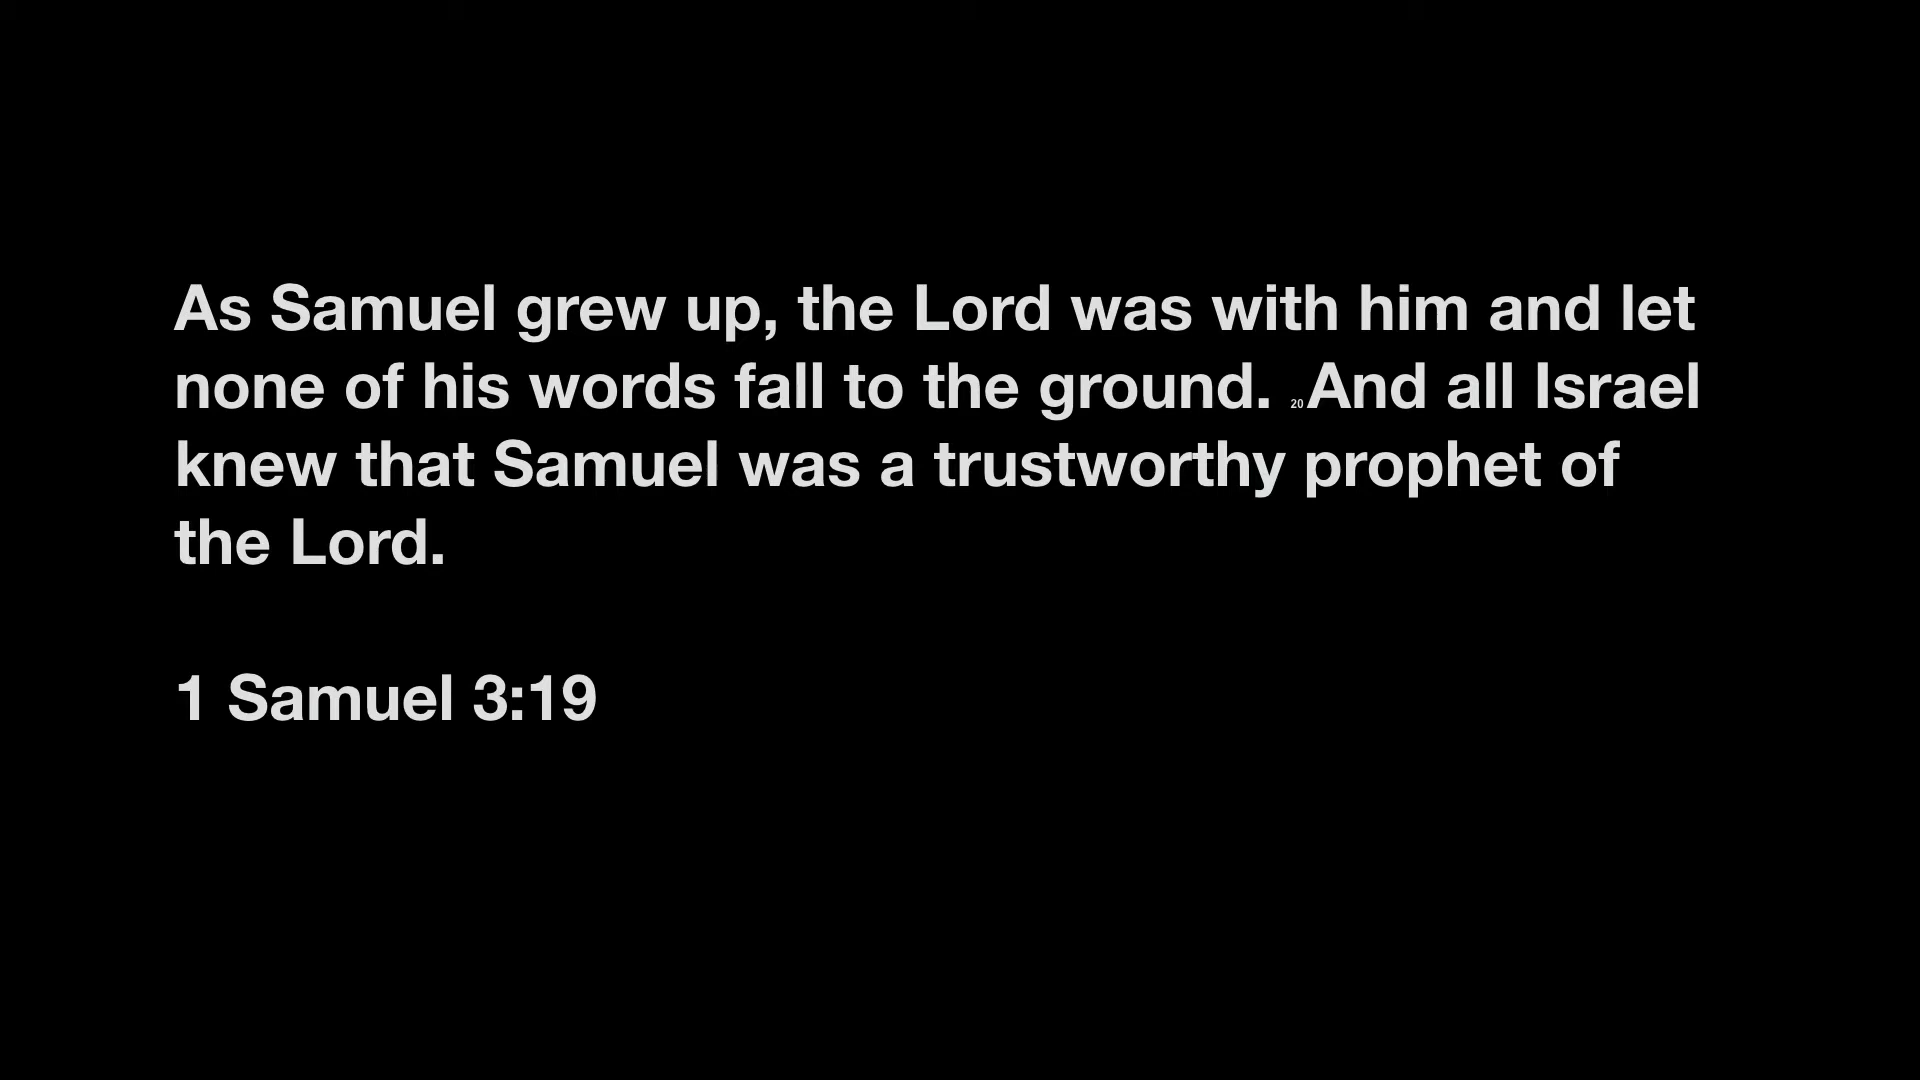 As Samuel grew up, the Lord was with him and let
none of his words fall to the ground. 20And all Israel
knew that Samuel was a trustworthy prophet of
the Lord.
1 Samuel 3:19